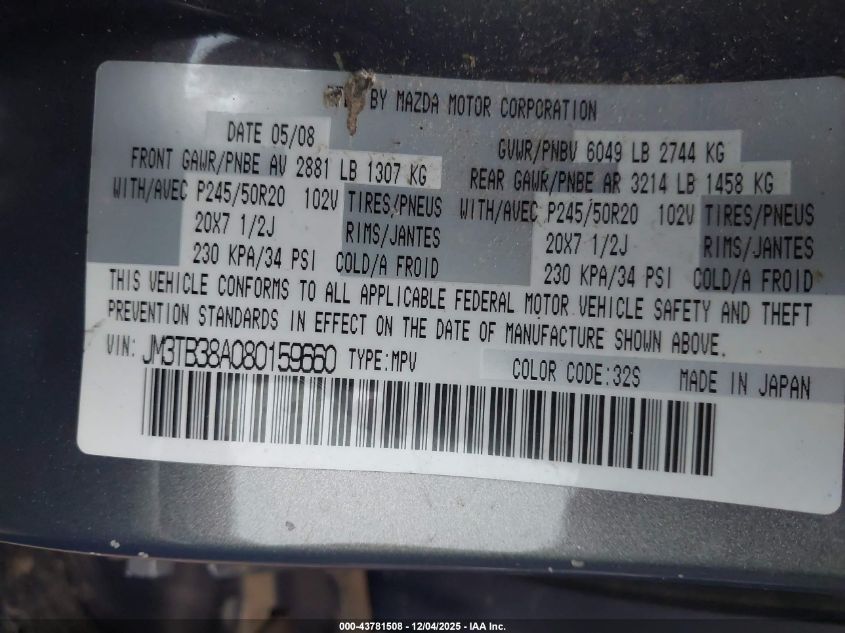 BY MAZDA MOTOR CORPORATION
DATE 05/08
GVWR/PNBV 6049 LB 2744 KG
FRONT GAWR/PNBE AV 2881 LB 1307 KG
REAR GAWR/PNBE AR 3214 LB 1458 KG
WITH/AVEC P245/50R20 102V TIRES/PNEUS WITH/AVEC P245/50R20 102V TIRES/PNEUS
20X7 1/2J RIMS/JANTES 20X7 1/2J RIMS/JANTES
230 KPA/34 PSI COLD/A FROID 230 KPA/34 PSI COLD/A FROID
THIS VEHICLE CONFORMS TO ALL APPLICABLE FEDERAL MOTOR VEHICLE SAFETY AND THEFT
PREVENTION STANDARDS IN EFFECT ON THE DATE OF MANUFACTURE SHOWN ABOVE.
VIN: JM3TB38A080159660 TYPE:MPV COLOR CODE:32S MADE IN JAPAN
000-43781508 - 12/04/2025 - IAA Inc.